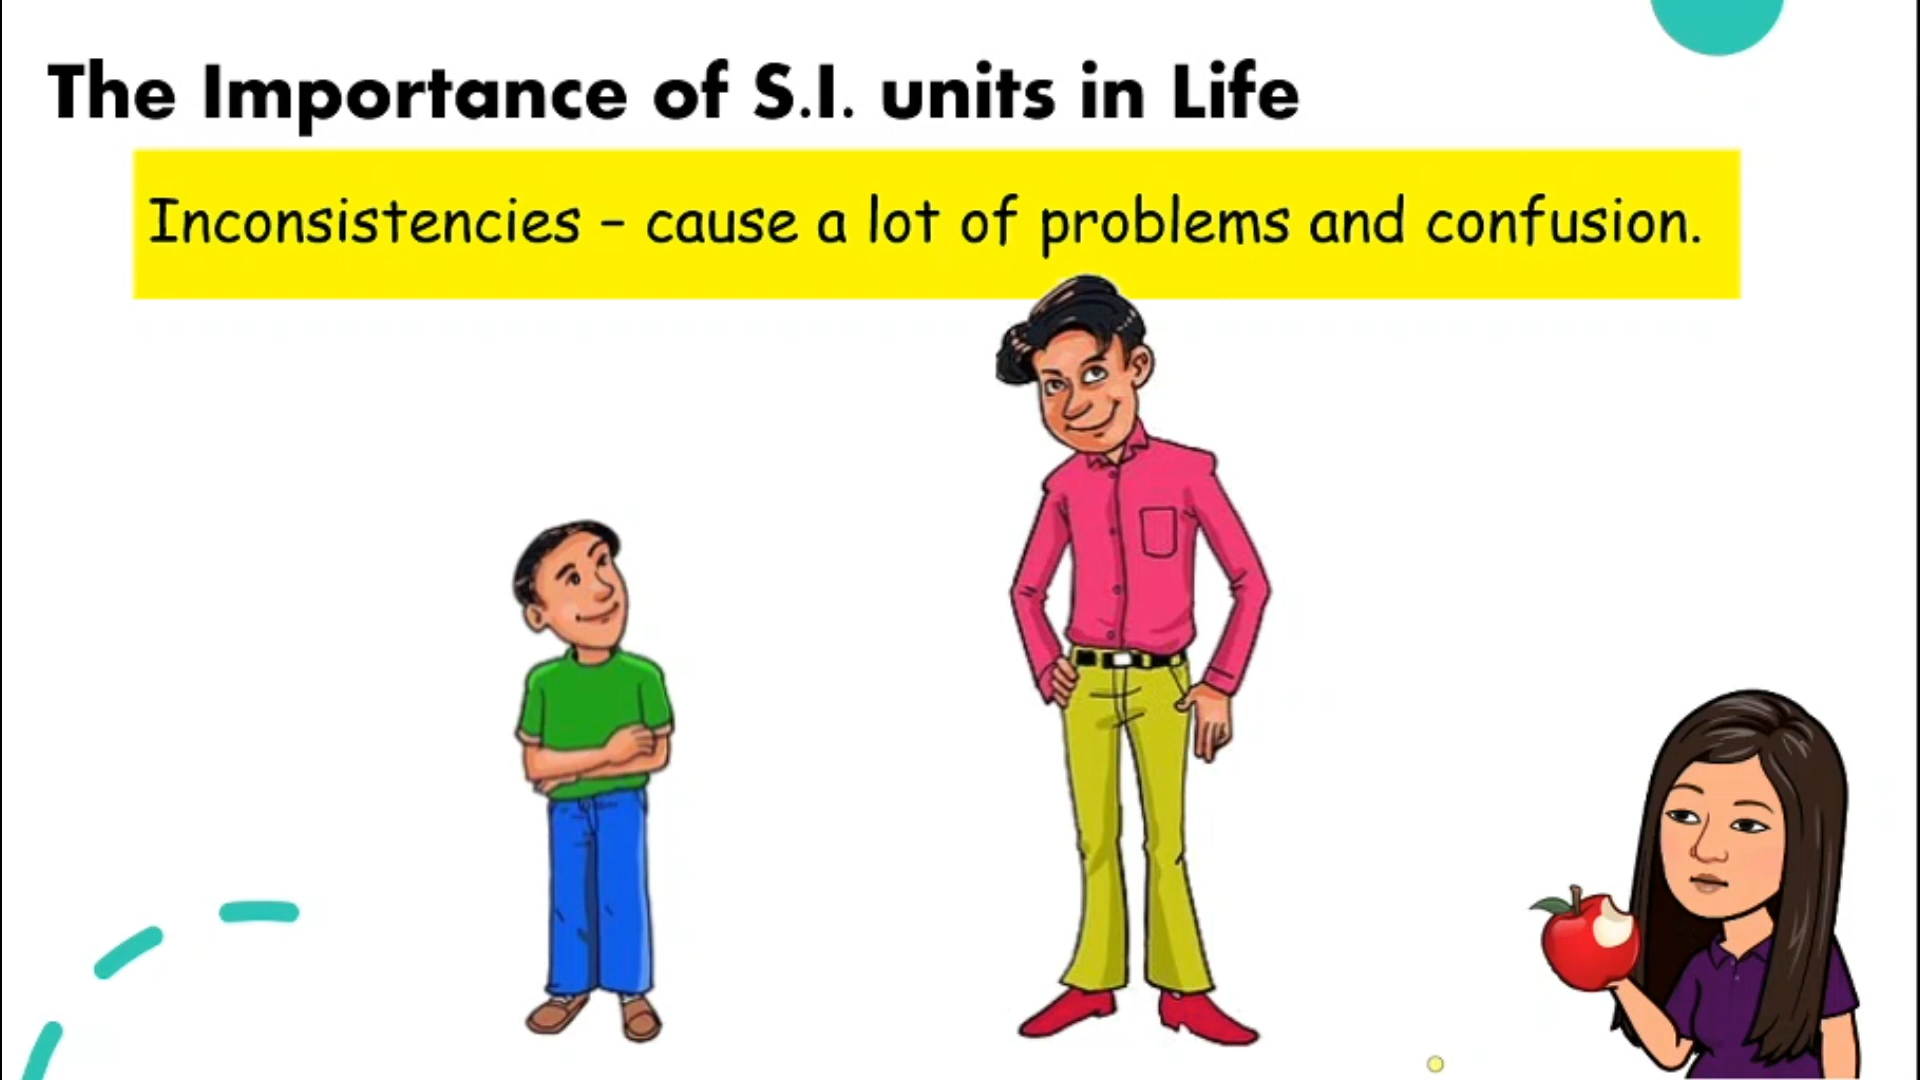 The Importance of S.I. units in Life
Inconsistencies – cause a lot of problems and confusion.